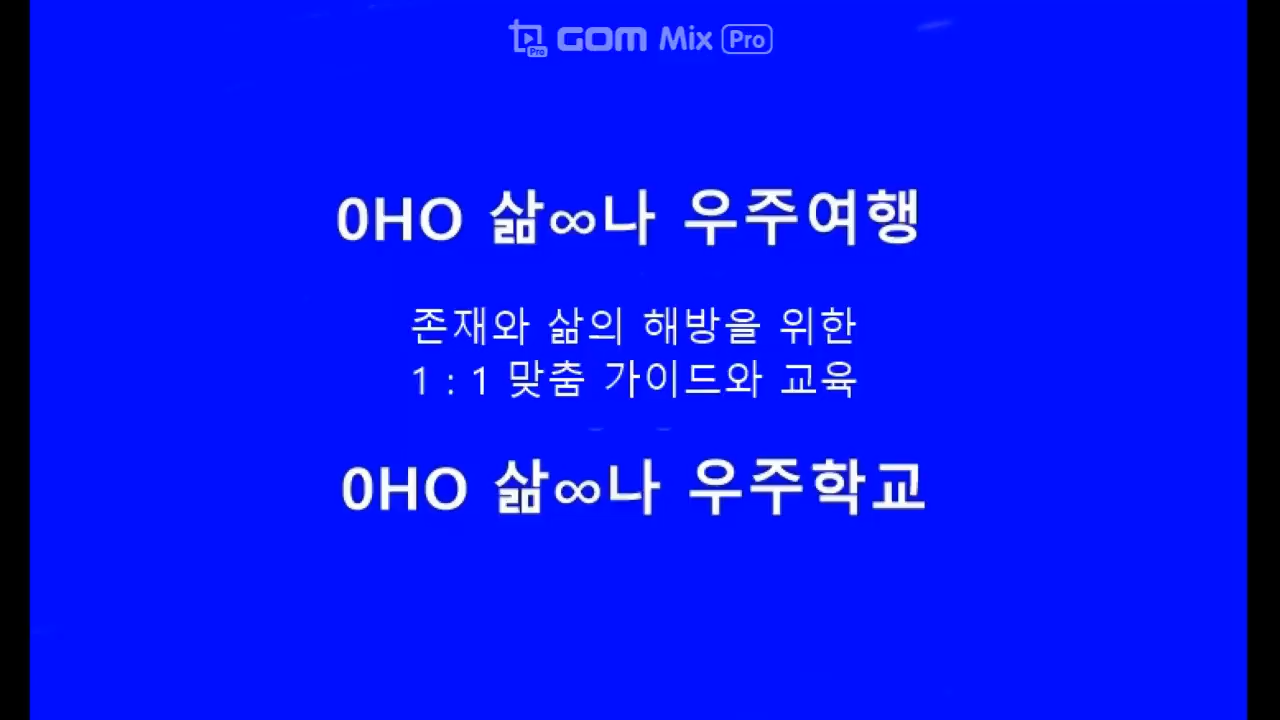 GOM Mix Pro
0HO 삶∞나 우주여행
존재와 삶의 해방을 위한
1 : 1 맞춤 가이드와 교육
0HO 삶∞나 우주학교